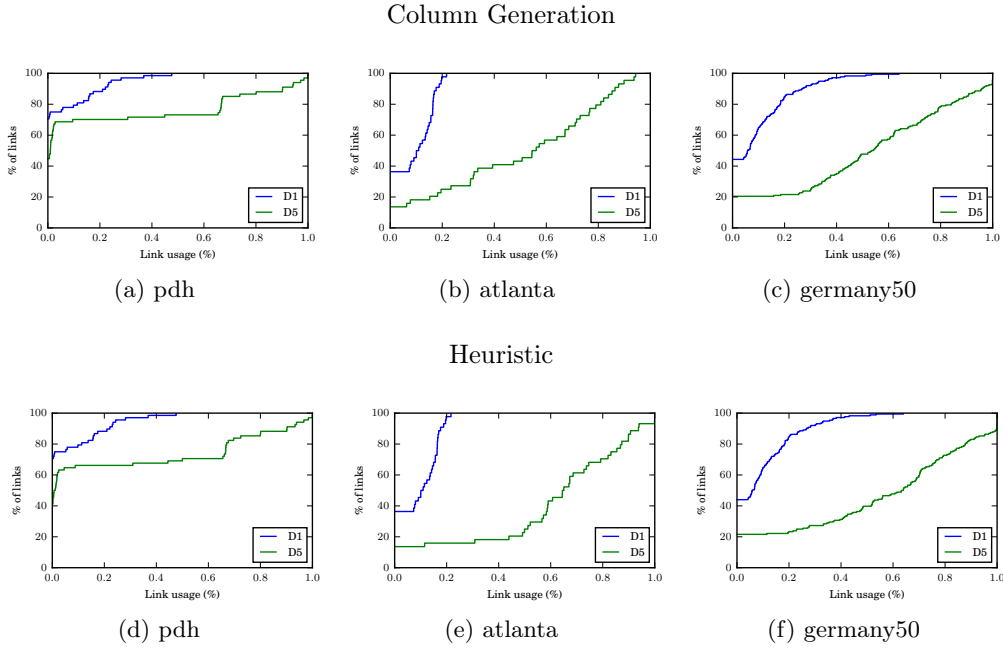 Column Generation
100
80
60
40
20
0
% of links
0.0 0.2 0.4 0.6 0.8 1.0
Link usage (%)
D1
D5
(a) pdh
100
80
60
40
20
0
% of links
0.0 0.2 0.4 0.6 0.8 1.0
Link usage (%)
D1
D5
(b) atlanta
100
80
60
40
20
0
% of links
0.0 0.2 0.4 0.6 0.8 1.0
Link usage (%)
D1
D5
(c) germany50
Heuristic
100
80
60
40
20
0
% of links
0.0 0.2 0.4 0.6 0.8 1.0
Link usage (%)
D1
D5
(d) pdh
100
80
60
40
20
0
% of links
0.0 0.2 0.4 0.6 0.8 1.0
Link usage (%)
D1
D5
(e) atlanta
100
80
60
40
20
0
% of links
0.0 0.2 0.4 0.6 0.8 1.0
Link usage (%)
D1
D5
(f) germany50